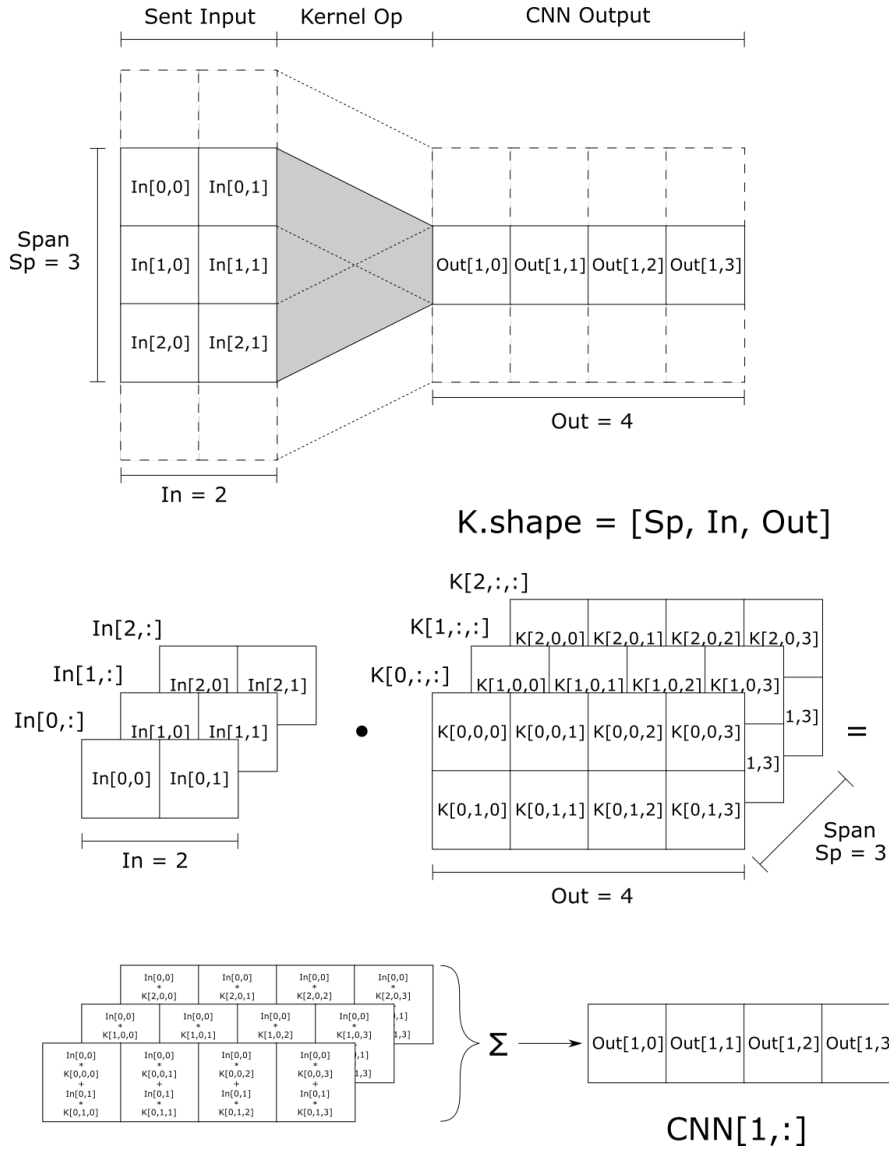 Sent Input Kernel Op CNN Output
In[0,0] In[0,1]
Span
Sp = 3
In[1,0] In[1,1] Out[1,0] Out[1,1] Out[1,2] Out[1,3]
In[2,0] In[2,1]
Out = 4
In = 2
K.shape = [Sp, In, Out]
K[2,:,:]
In[2,:] K[1,:,:] K[2,0,0] K[2,0,1] K[2,0,2] K[2,0,3]
In[1,:] In[2,0] In[2,1] K[0,:,:] K[1,0,0] K[1,0,1] K[1,0,2] K[1,0,3] 1,3]
In[0,:] In[1,0] In[1,1] • K[0,0,0] K[0,0,1] K[0,0,2] K[0,0,3] 1,3] =
In[0,0] In[0,1]
K[0,1,0] K[0,1,1] K[0,1,2] K[0,1,3]
Span
Sp = 3
In = 2
Out = 4
In[0,0] In[0,0] In[0,0] In[0,0]
* * * *
K[2,0,0] K[2,0,1] K[2,0,2] K[2,0,3]
In[0,0] In[0,0] In[0,0] In[0,0] ,1]
* * * *
K[1,0,0] K[1,0,1] K[1,0,2] K[1,0,3] 1,3]
In[0,0] In[0,0] In[0,0] In[0,0] ,1]
* * * *
K[0,0,0] K[0,0,1] K[0,0,2] K[0,0,3] 1,3]
+ + + +
In[0,1] In[0,1] In[0,1] In[0,1]
* * * *
K[0,1,0] K[0,1,1] K[0,1,2] K[0,1,3]
Σ Out[1,0] Out[1,1] Out[1,2] Out[1,3
CNN[1,:]